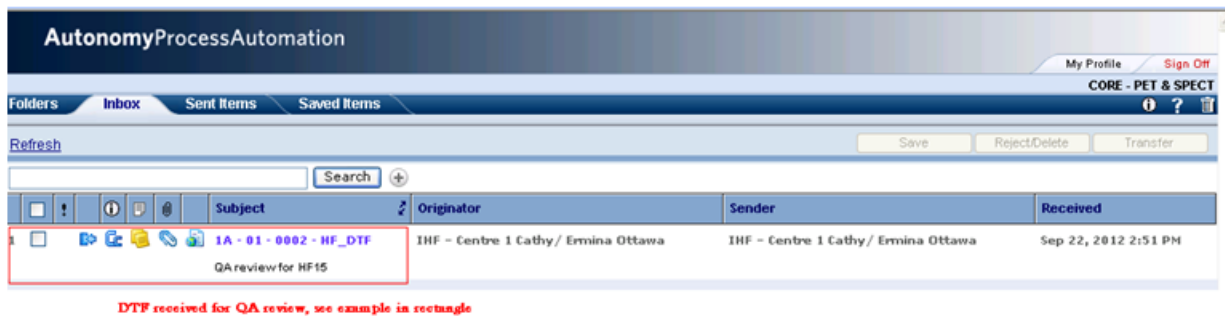 AutonomyProcessAutomation
My Profile Sign Off
CORE - PET & SPECT
Folders Inbox Sent Items Saved Items
Refresh Save Reject/Delete Transfer
Search
Subject Originator Sender Received
1 1A - 01 - 0002 - HF_DTF IHF - Centre 1 Cathy/ Ermina Ottawa IHF - Centre 1 Cathy/ Ermina Ottawa Sep 22, 2012 2:51 PM
QA review for HF15
DTF received for QA review, see example in rectangle